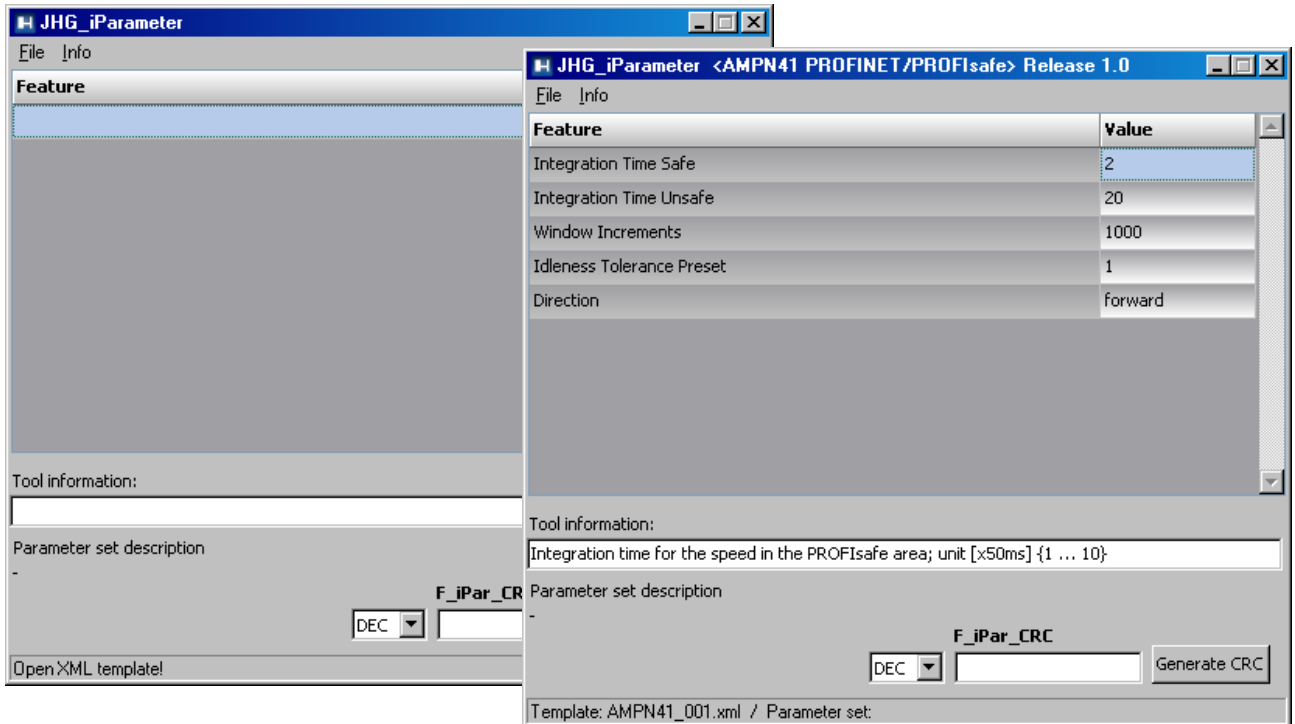 JHG_iParameter
File Info
Feature
Tool information:
Parameter set description
-
F_iPar_CR
DEC
Open XML template!
JHG_iParameter <AMPN41 PROFINET/PROFIsafe> Release 1.0
File Info
Feature Value
Integration Time Safe 2
Integration Time Unsafe 20
Window Increments 1000
Idleness Tolerance Preset 1
Direction forward
Tool information:
Integration time for the speed in the PROFIsafe area; unit [x50ms] {1 ... 10}
Parameter set description
-
F_iPar_CRC
DEC Generate CRC
Template: AMPN41_001.xml / Parameter set: